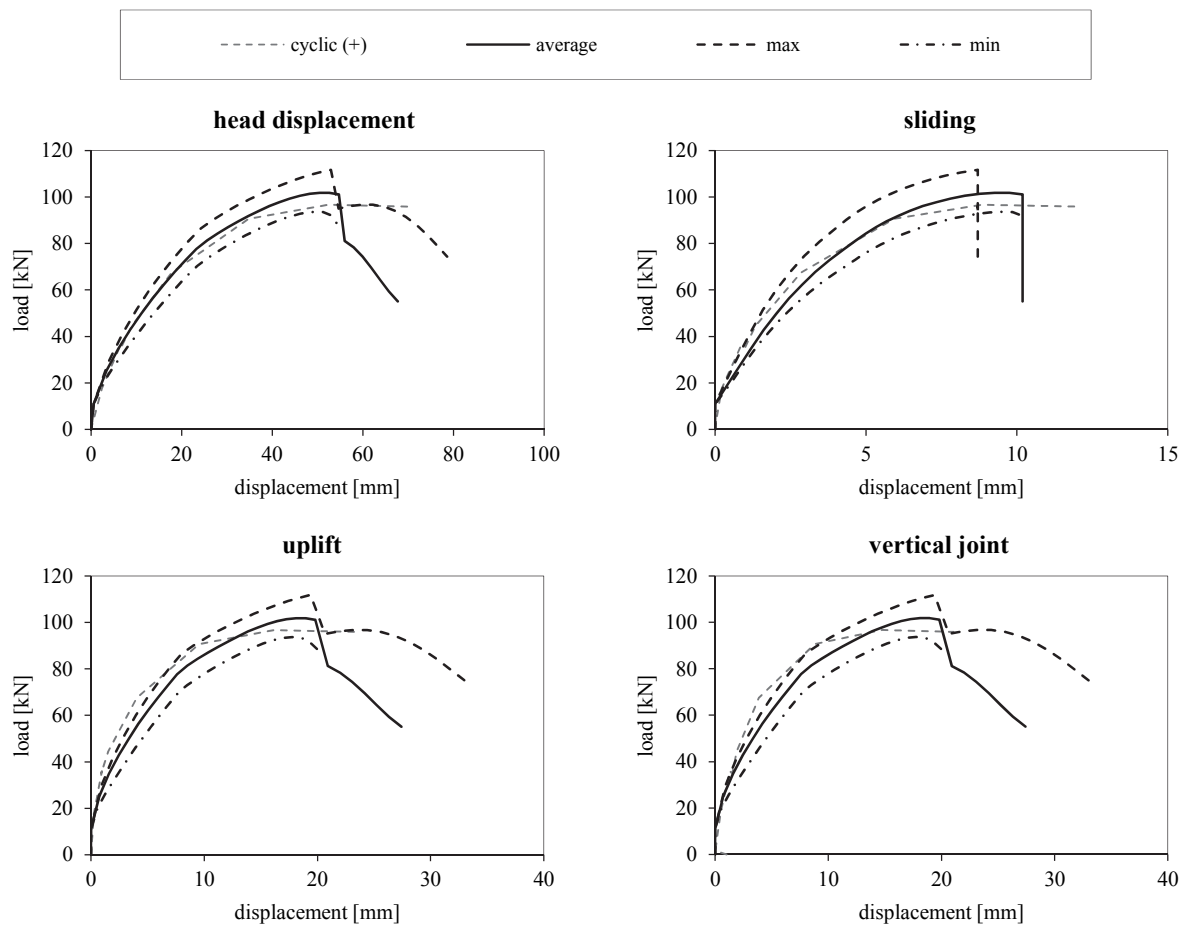 cyclic (+) average max min
head displacement
120
100
80
60
40
20
0
load [kN]
0 20 40 60 80 100
displacement [mm]
sliding
120
100
80
60
40
20
0
load [kN]
0 5 10 15
displacement [mm]
uplift
120
100
80
60
40
20
0
load [kN]
0 10 20 30 40
displacement [mm]
vertical joint
120
100
80
60
40
20
0
load [kN]
0 10 20 30 40
displacement [mm]